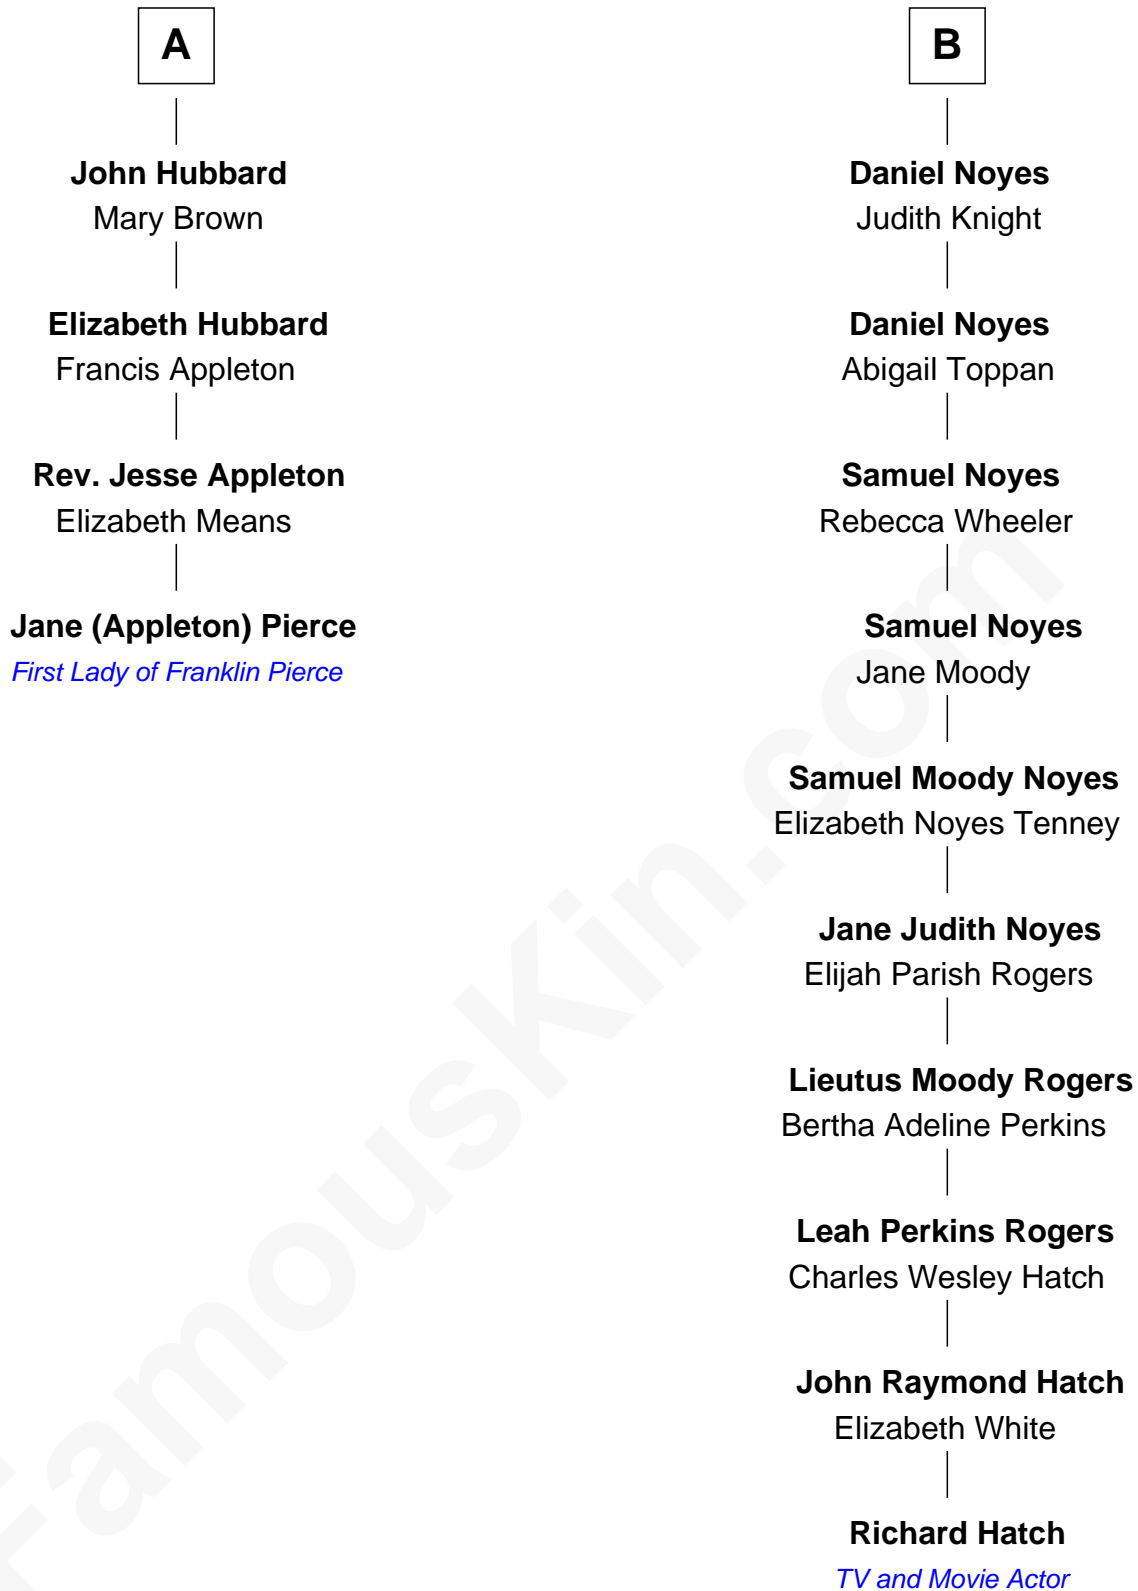 A
John Hubbard
Mary Brown
Elizabeth Hubbard
Francis Appleton
Rev. Jesse Appleton
Elizabeth Means
Jane (Appleton) Pierce
First Lady of Franklin Pierce
B
Daniel Noyes
Judith Knight
Daniel Noyes
Abigail Toppan
Samuel Noyes
Rebecca Wheeler
Samuel Noyes
Jane Moody
Samuel Moody Noyes
Elizabeth Noyes Tenney
Jane Judith Noyes
Elijah Parish Rogers
Lieutus Moody Rogers
Bertha Adeline Perkins
Leah Perkins Rogers
Charles Wesley Hatch
John Raymond Hatch
Elizabeth White
Richard Hatch
TV and Movie Actor
FamousKin.com